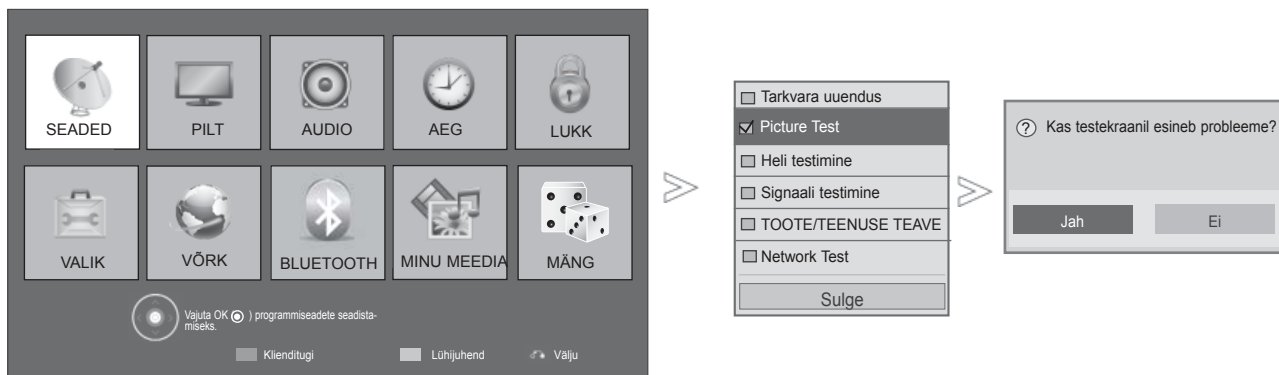 SEADED
PILT
AUDIO
AEG
LUKK
VALIK
VÕRK
BLUETOOTH
MINU MEEDIA
MÄNG
Vajuta OK ) programmiseadete seadista-
miseks.
Klienditugi
Lühijuhend
Välju
Tarkvara uuendus
Picture Test
Heli testimine
Signaali testimine
TOOTE/TEENUSE TEAVE
Network Test
Sulge
? Kas testekraanil esineb probleeme?
Jah
Ei